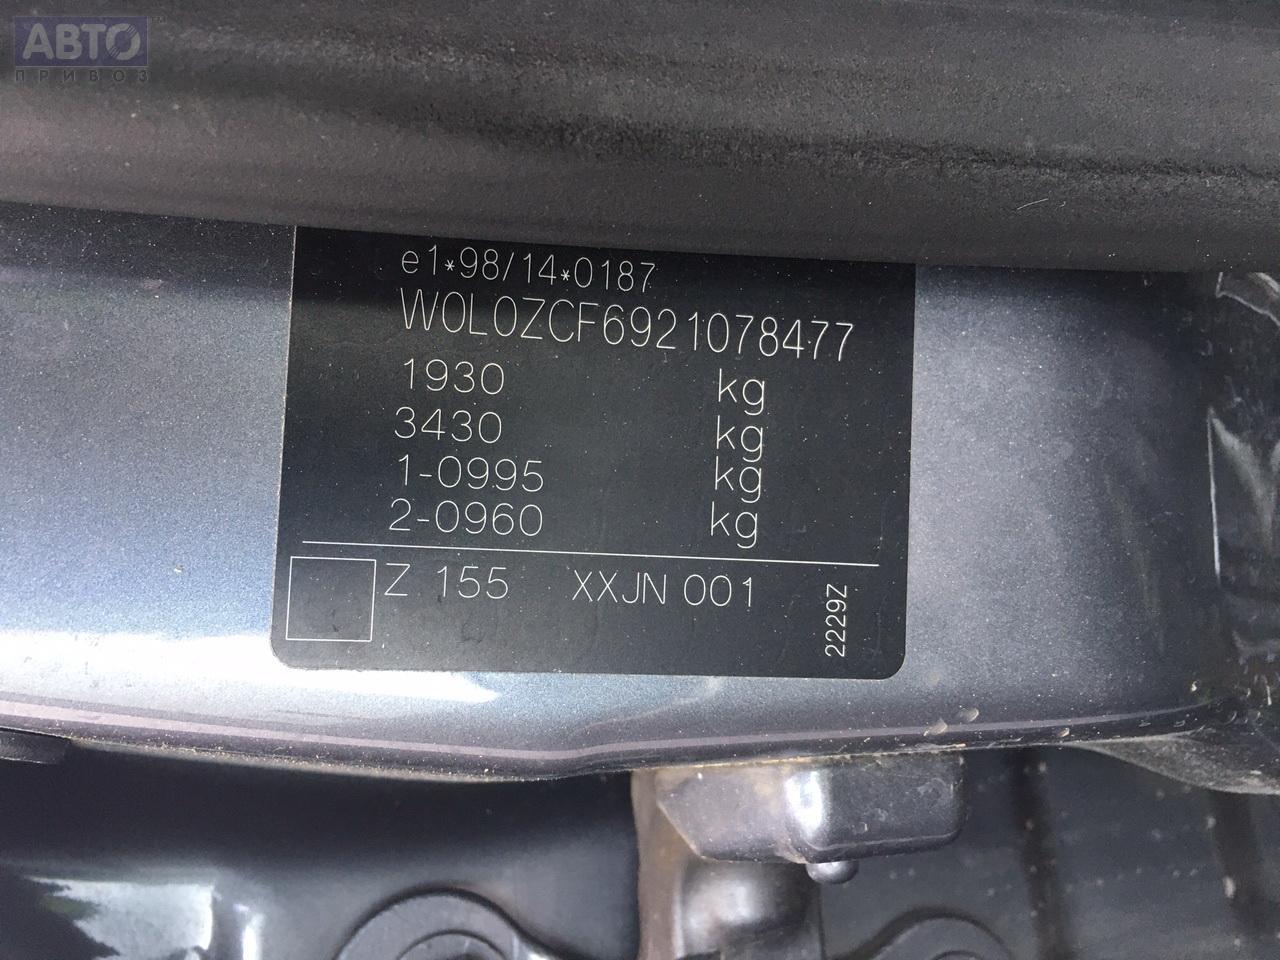 АВТО
ПРИВОЗ
e1*98/14*0187
W0L0ZCF6921078477
1930 kg
3430 kg
1-0995 kg
2-0960 kg
Z 155 XXJN 001
2229Z